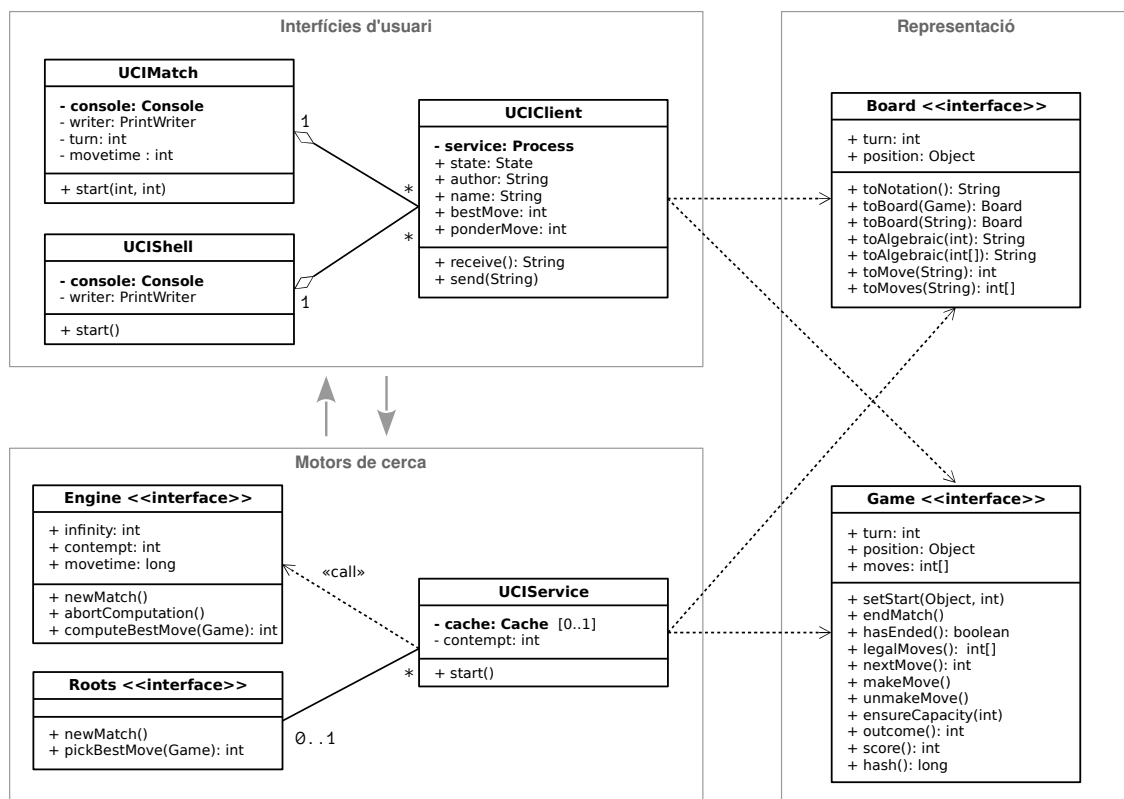 Interfícies d'usuari
UCIMatch
- console: Console
- writer: PrintWriter
- turn: int
- movetime : int
+ start(int, int)
1
*
UCIShell
- console: Console
- writer: PrintWriter
+ start()
1
*
UCIClient
- service: Process
+ state: State
+ author: String
+ name: String
+ bestMove: int
+ ponderMove: int
+ receive(): String
+ send(String)
Representació
Board <<interface>>
+ turn: int
+ position: Object
+ toNotation(): String
+ toBoard(Game): Board
+ toBoard(String): Board
+ toAlgebraic(int): String
+ toAlgebraic(int[]): String
+ toMove(String): int
+ toMoves(String): int[]
Motors de cerca
Engine <<interface>>
+ infinity: int
+ contempt: int
+ movetime: long
+ newMatch()
+ abortComputation()
+ computeBestMove(Game): int
«call»
Roots <<interface>>
+ newMatch()
+ pickBestMove(Game): int
0..1
*
UCIService
- cache: Cache [0..1]
- contempt: int
+ start()
Game <<interface>>
+ turn: int
+ position: Object
+ moves: int[]
+ setStart(Object, int)
+ endMatch()
+ hasEnded(): boolean
+ legalMoves(): int[]
+ nextMove(): int
+ makeMove()
+ unmakeMove()
+ ensureCapacity(int)
+ outcome(): int
+ score(): int
+ hash(): long